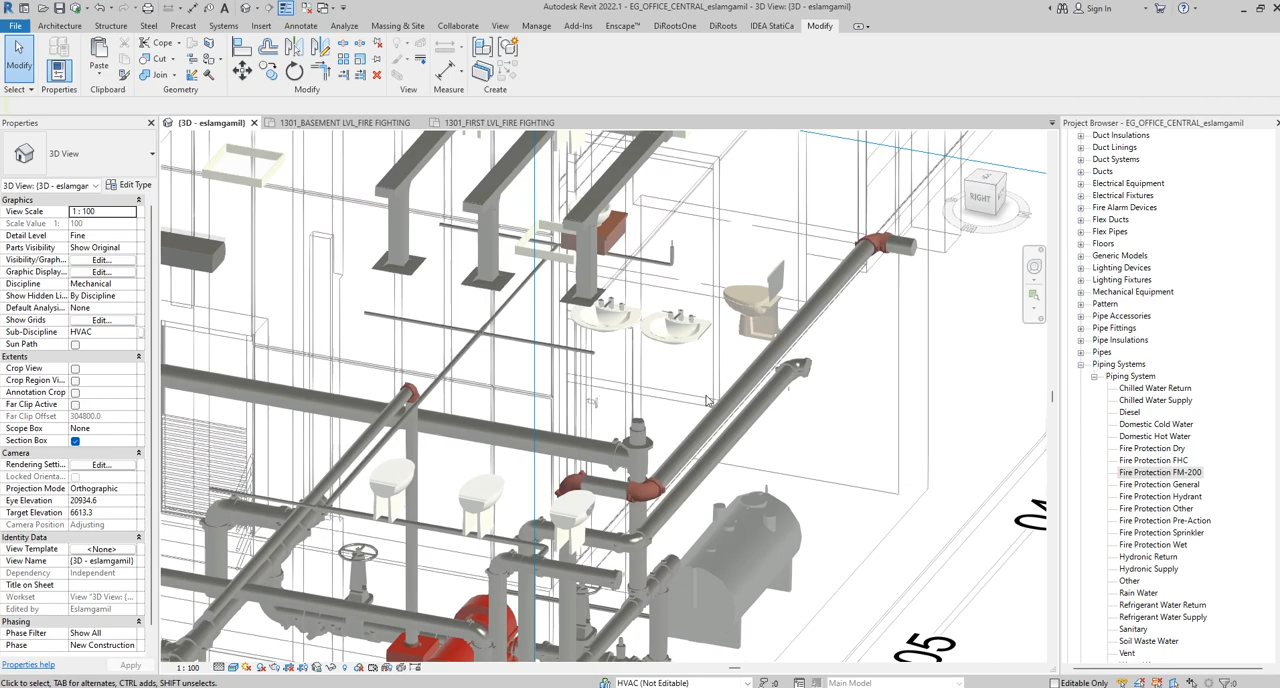 Autodesk Revit 2022.1 - EG_OFFICE_CENTRAL_eslamgamil - 3D View: {3D - eslamgamil}
Sign In
File Architecture Structure Steel Precast Systems Insert Annotate Analyze Massing & Site Collaborate View Manage Add-Ins Enscape™ DiRootsOne DiRoots IDEA StatiCa Modify
Modify
Paste
Cope
Cut
Join
Select Properties Clipboard Geometry Modify View Measure Create
Properties
{3D - eslamgamil}
1301_BASEMENT LVL_FIRE FIGHTING
1301_FIRST LVL_FIRE FIGHTING
3D View
3D View: {3D - eslamgar
Edit Type
Graphics
View Scale 1 : 100
Scale Value 1: 100
Detail Level Fine
Parts Visibility Show Original
Visibility/Graph... Edit...
Graphic Display... Edit...
Discipline Mechanical
Show Hidden Li... By Discipline
Default Analysi... None
Show Grids Edit...
Sub-Discipline HVAC
Sun Path
Extents
Crop View
Crop Region Vi...
Annotation Crop
Far Clip Active
Far Clip Offset 304800.0
Scope Box None
Section Box
Camera
Rendering Setti... Edit...
Locked Orienta...
Projection Mode Orthographic
Eye Elevation 20934.6
Target Elevation 6613.3
Camera Position Adjusting
Identity Data
View Template <None>
View Name {3D - eslamgamil}
Dependency Independent
Title on Sheet
Workset View "3D View: {...
Edited by Eslamgamil
Phasing
Phase Filter Show All
Phase New Construction
Properties help
Apply
RIGHT
04
05
Project Browser - EG_OFFICE_CENTRAL_eslamgamil
Duct Insulations
Duct Linings
Duct Systems
Ducts
Electrical Equipment
Electrical Fixtures
Fire Alarm Devices
Flex Ducts
Flex Pipes
Floors
Generic Models
Lighting Devices
Lighting Fixtures
Mechanical Equipment
Pattern
Pipe Accessories
Pipe Fittings
Pipe Insulations
Pipes
Piping Systems
Piping System
Chilled Water Return
Chilled Water Supply
Diesel
Domestic Cold Water
Domestic Hot Water
Fire Protection Dry
Fire Protection FHC
Fire Protection FM-200
Fire Protection General
Fire Protection Hydrant
Fire Protection Other
Fire Protection Pre-Action
Fire Protection Sprinkler
Fire Protection Wet
Hydronic Return
Hydronic Supply
Other
Rain Water
Refrigerant Water Return
Refrigerant Water Supply
Sanitary
Soil Waste Water
Vent
1 : 100
Click to select, TAB for alternates, CTRL adds, SHIFT unselects.
HVAC (Not Editable)
:0
Main Model
Editable Only
:0